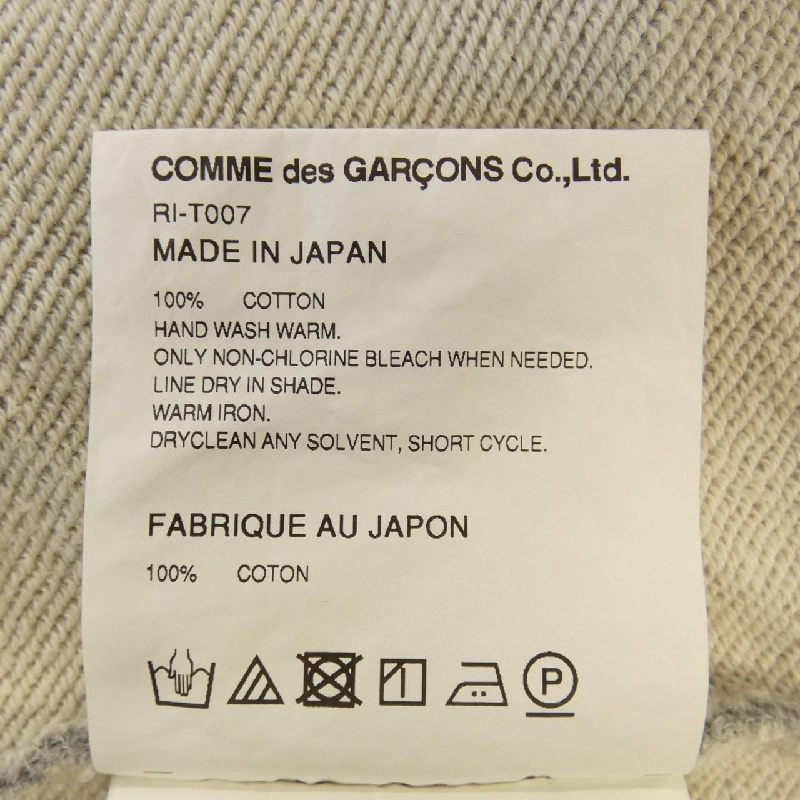 COMME des GARÇONS Co.,Ltd.
RI-T007
MADE IN JAPAN
100% COTTON
HAND WASH WARM.
ONLY NON-CHLORINE BLEACH WHEN NEEDED.
LINE DRY IN SHADE.
WARM IRON.
DRYCLEAN ANY SOLVENT, SHORT CYCLE.
FABRIQUE AU JAPON
100% COTON
P